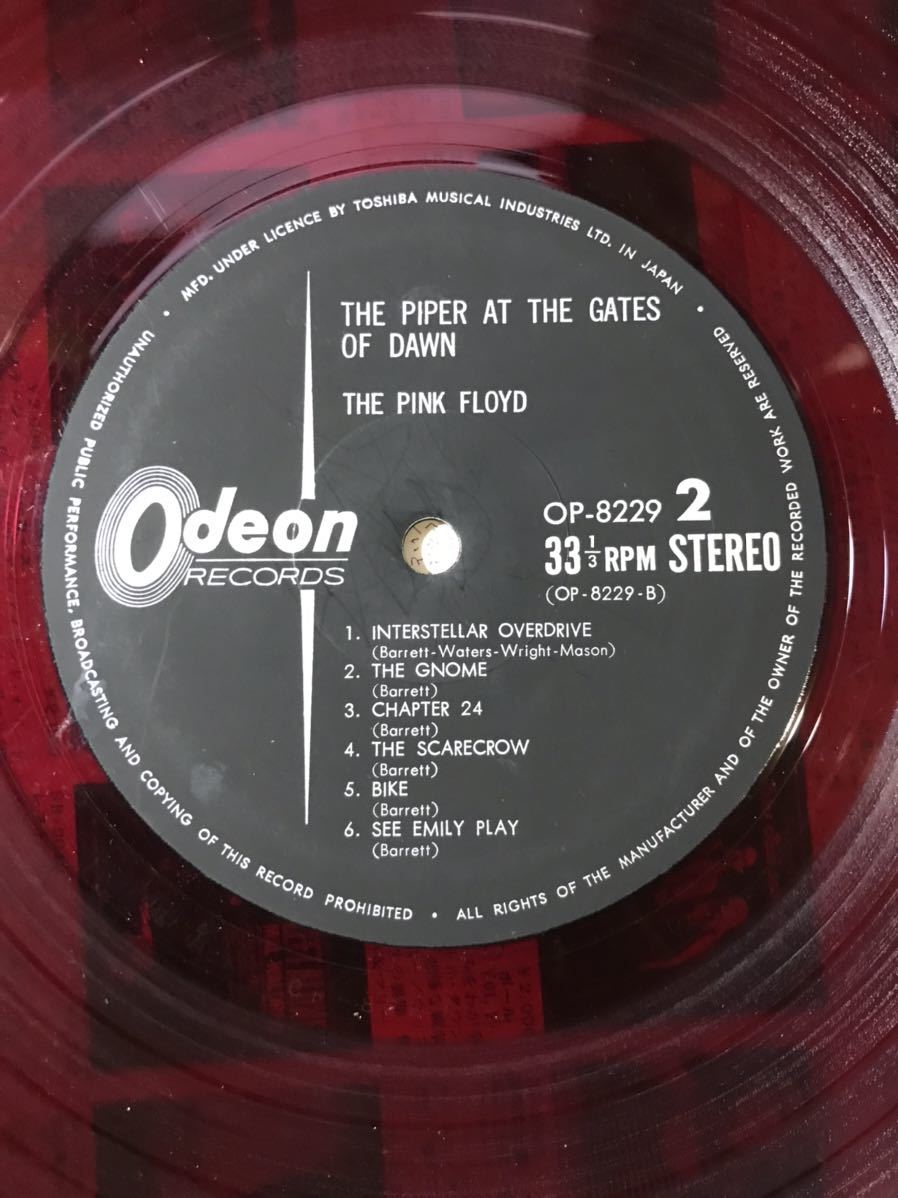 MFD. UNDER LICENCE BY TOSHIBA MUSICAL INDUSTRIES LTD. IN JAPAN
THE PIPER AT THE GATES
OF DAWN
THE PINK FLOYD
Odeon
RECORDS
OP-8229 2
33 1/3 RPM STEREO
(OP-8229-B)
1. INTERSTELLAR OVERDRIVE
(Barrett-Waters-Wright-Mason)
2. THE GNOME
(Barrett)
3. CHAPTER 24
(Barrett)
4. THE SCARECROW
(Barrett)
5. BIKE
(Barrett)
6. SEE EMILY PLAY
(Barrett)
UNAUTHORIZED PUBLIC PERFORMANCE, BROADCASTING AND COPYING OF THIS RECORD PROHIBITED
ALL RIGHTS OF THE MANUFACTURER AND OF THE OWNER OF THE RECORDED WORK ARE RESERVED